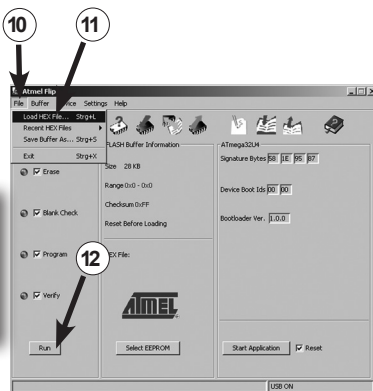 10
11
Atmel Flip
File Buffer Device Settings Help
Load HEX File... Strg+L
Recent HEX Files
Save Buffer As... Strg+S
Exit Strg+X
FLASH Buffer Information
Size 28 KB
Range 0x0 - 0x0
Checksum 0xFF
Reset Before Loading
HEX File:
ATmega32U4
Signature Bytes 58 1E 95 87
Device Boot Ids 00 00
Bootloader Ver. 1.0.0
Erase
Blank Check
Program
12
Verify
ATMEL
Run
Select EEPROM
Start Application
Reset
USB ON